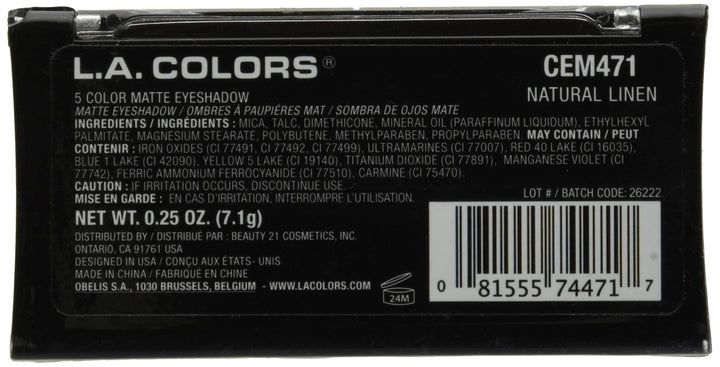 L.A. COLORS®
CEM471
NATURAL LINEN
5 COLOR MATTE EYESHADOW
MATTE EYESHADOW / OMBRES À PAUPIÉRES MAT / SOMBRA DE OJOS MATE
INGREDIENTS/INGRÉDIENTS: MICA, TALC, DIMETHICONE, MINERAL OIL (PARAFFINUM LIQUIDUM), ETHYLHEXYL
PALMITATE, MAGNESIUM STEARATE, POLYBUTENE, METHYLPARABEN, PROPYLPARABEN. MAY CONTAIN / PEUT
CONTENIR : IRON OXIDES (CI 77491, CI 77492, CI 77499), ULTRAMARINES (CI 77007), RED 40 LAKE (CI 16035),
BLUE 1 LAKE (CI 42090), YELLOW 5 LAKE (CI 19140), TITANIUM DIOXIDE (CI 77891), MANGANESE VIOLET (CI
77742), FERRIC AMMONIUM FERROCYANIDE (CI 77510), CARMINE (CI 75470).
CAUTION : IF IRRITATION OCCURS, DISCONTINUE USE.
MISE EN GARDE : EN CAS D'IRRITATION, INTERROMPRE L'UTILISATION.
LOT # / BATCH CODE: 26222
NET WT. 0.25 OZ. (7.1g)
DISTRIBUTED BY / DISTRIBUÉ PAR : BEAUTY 21 COSMETICS, INC.
ONTARIO, CA 91761 USA
DESIGNED IN USA / CONÇU AUX ÉTATS- UNIS
MADE IN CHINA / FABRIQUÉ EN CHINE
OBELIS S.A., 1030 BRUSSELS, BELGIUM - WWW.LACOLORS.COM
24M
0 81555 74471 7